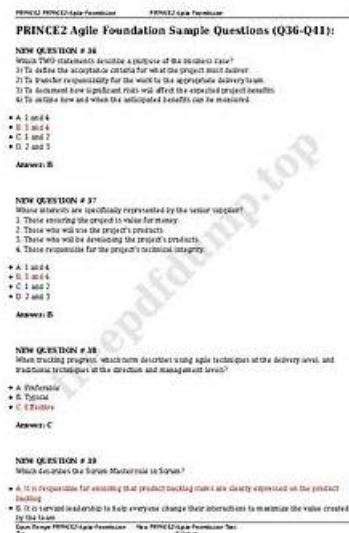 PRINCE2 PRINCE2-Agile-Foundation PRINCE2 Agile Foundation
PRINCE2 Agile Foundation Sample Questions (Q36-Q41):
NEW QUESTION # 36
Which TWO statements describe a purpose of the business case?
1) To define the acceptance criteria for what the project must deliver.
2) To transfer responsibility for the work to the appropriate delivery team.
3) To document how significant risks will affect the expected project benefits.
4) To outline how and when the anticipated benefits can be measured.
A. 1 and 4
B. 3 and 4
C. 1 and 2
D. 2 and 3
Answer: B
NEW QUESTION # 37
Whose interests are specifically represented by the senior supplier?
1. Those ensuring the project is value for money.
2. Those who will use the project's products.
3. Those who will be developing the project's products.
4. Those responsible for the project's technical integrity.
A. 1 and 4
B. 3 and 4
C. 1 and 2
D. 2 and 3
Answer: B
NEW QUESTION # 38
When tracking progress, which term describes using agile techniques at the delivery level, and
traditional techniques at the direction and management levels?
A. Preferable
B. Typical
C. Effective
Answer: C
NEW QUESTION # 39
Which describes the Scrum Master role in Scrum?
A. It is responsible for ensuring that product backlog items are clearly expressed on the product
backlog
B. It is servant leadership to help everyone change their interactions to maximize the value created
by the team
freepdfdump.top